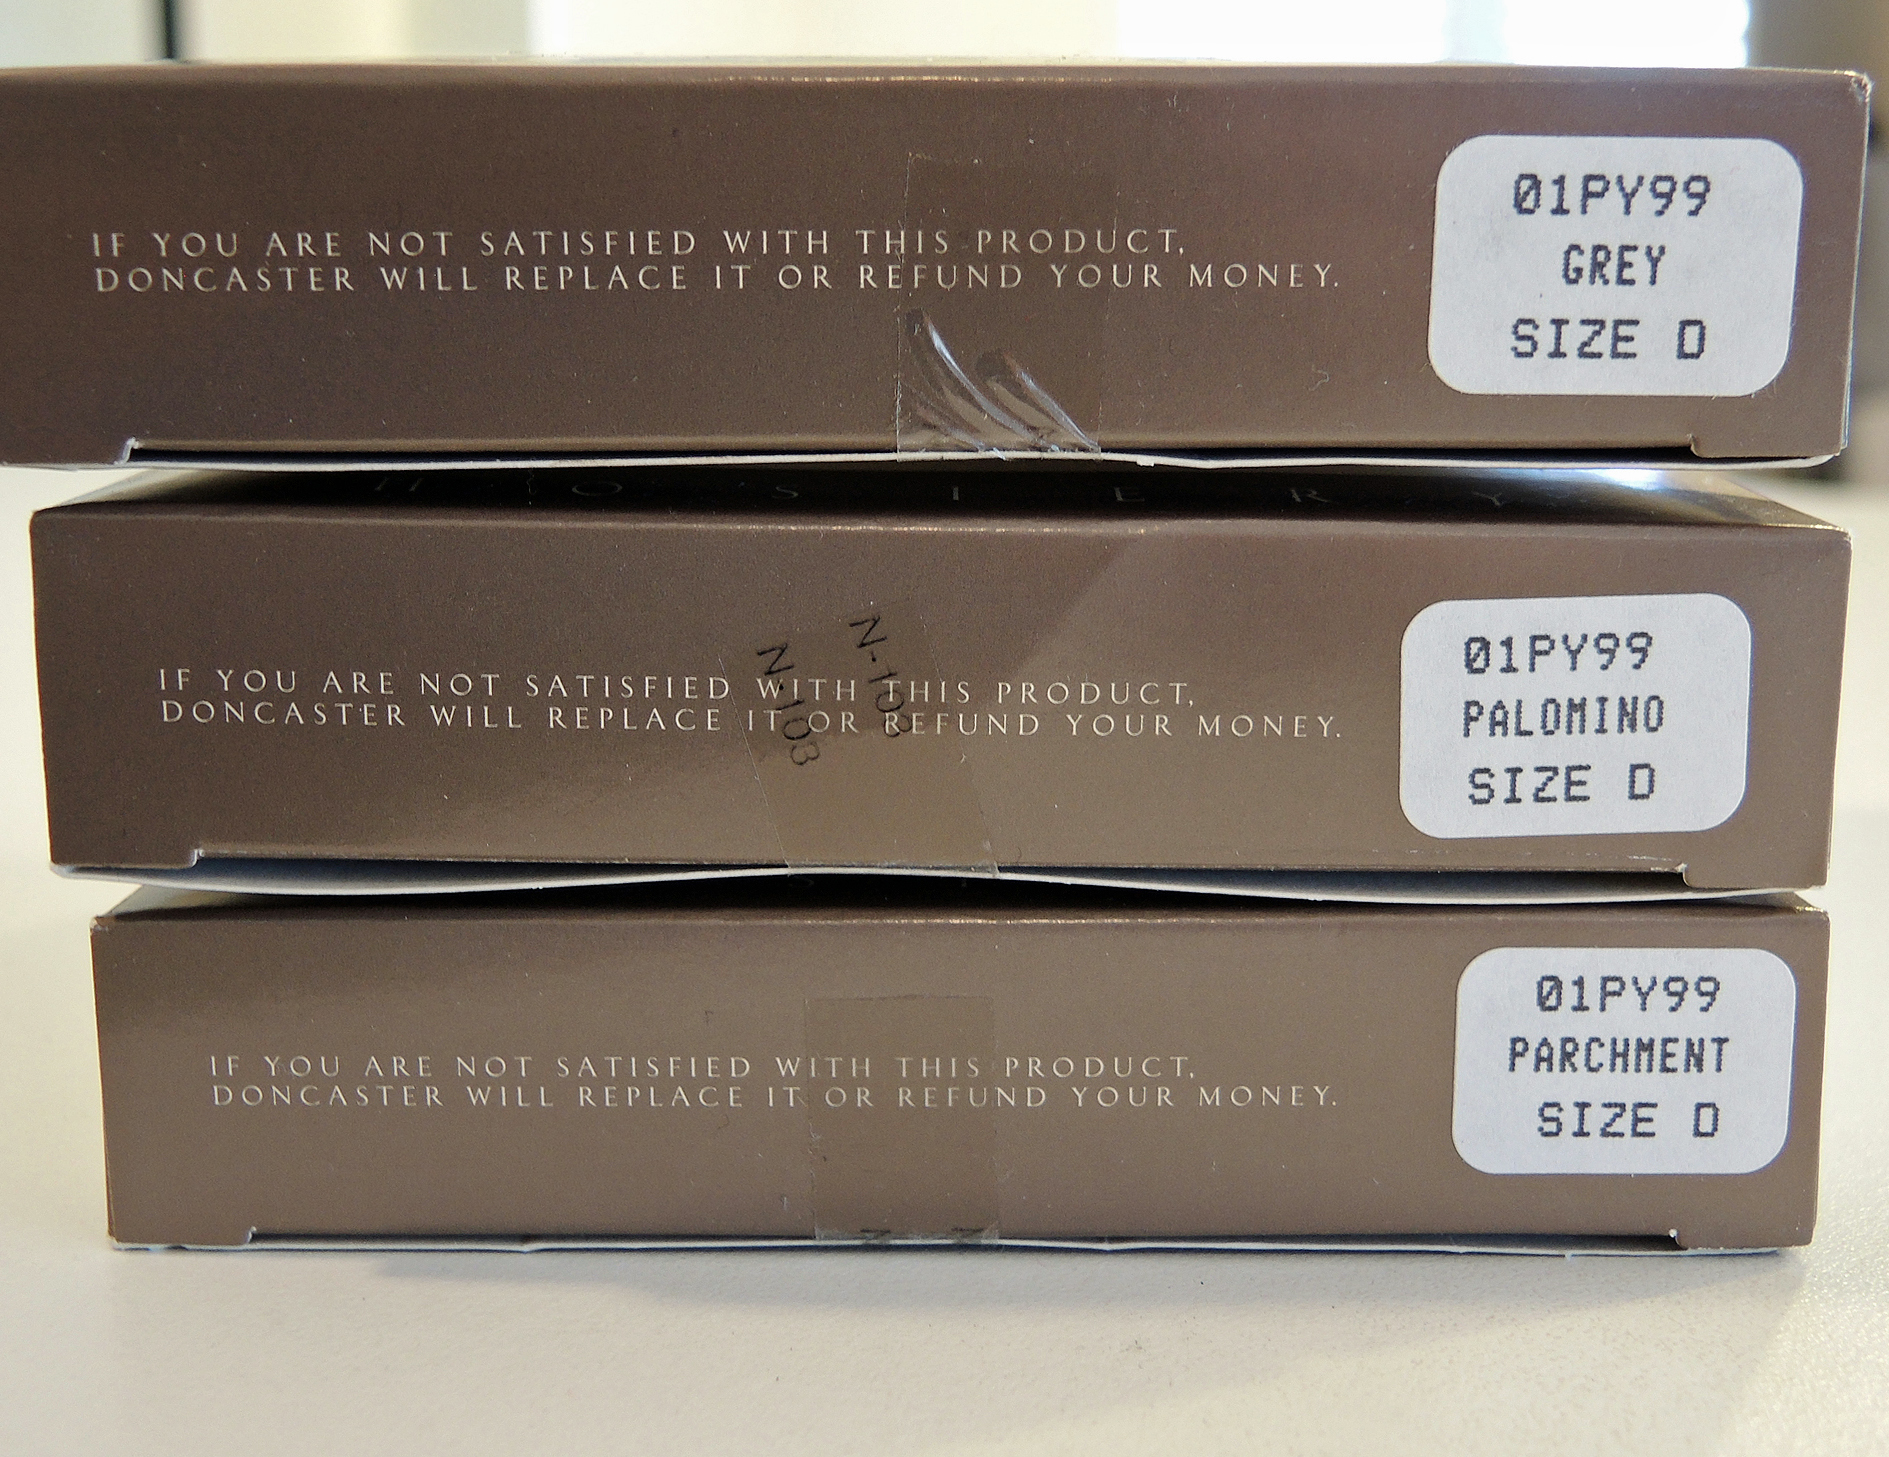 IF YOU ARE NOT SATISFIED WITH THIS PRODUCT,
DONCASTER WILL REPLACE IT OR REFUND YOUR MONEY.
01PY99
GREY
SIZE D
HOSIERY
IF YOU ARE NOT SATISFIED WITH THIS PRODUCT,
DONCASTER WILL REPLACE IT OR REFUND YOUR MONEY.
N-103
N-103
01PY99
PALOMINO
SIZE D
IF YOU ARE NOT SATISFIED WITH THIS PRODUCT,
DONCASTER WILL REPLACE IT OR REFUND YOUR MONEY.
01PY99
PARCHMENT
SIZE D